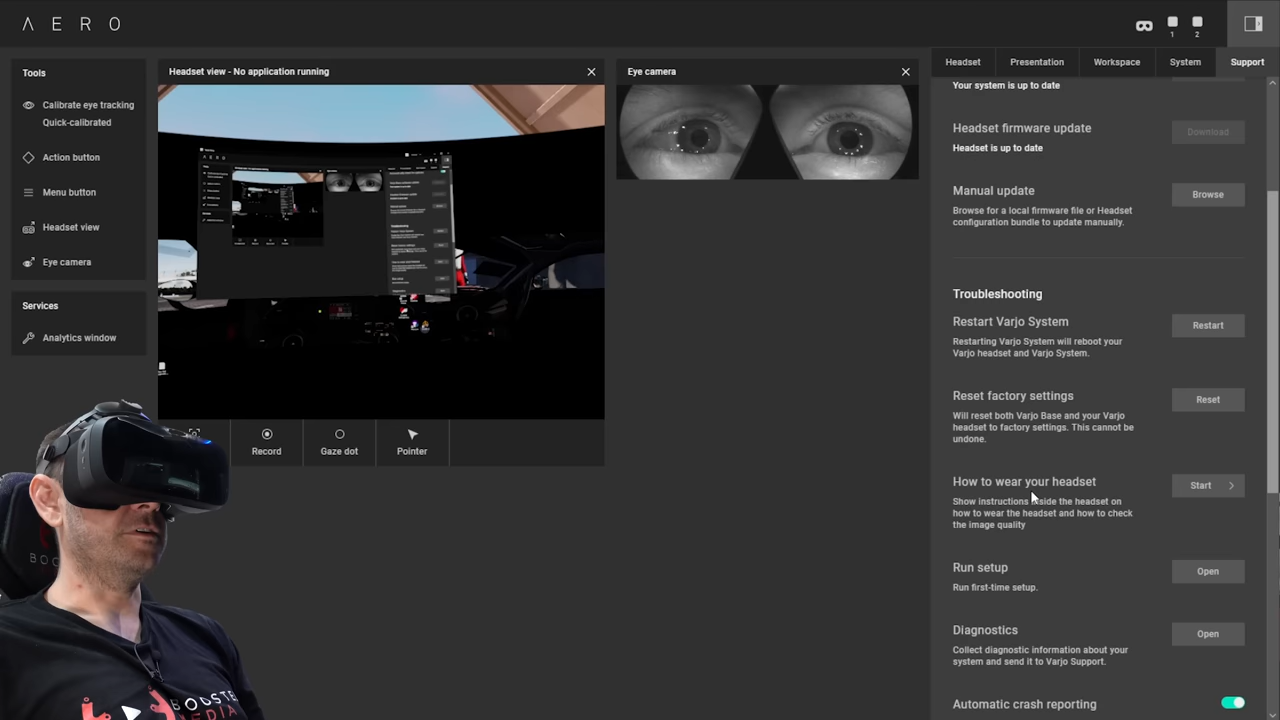 AERO
1
2
Tools
Calibrate eye tracking
Quick-calibrated
Action button
Menu button
Headset view
Eye camera
Services
Analytics window
Headset view - No application running
Record
Gaze dot
Pointer
Eye camera
Headset
Presentation
Workspace
System
Support
Your system is up to date
Headset firmware update
Download
Headset is up to date
Manual update
Browse
Browse for a local firmware file or Headset
configuration bundle to update manually.
Troubleshooting
Restart Varjo System
Restart
Restarting Varjo System will reboot your
Varjo headset and Varjo System.
Reset factory settings
Reset
Will reset both Varjo Base and your Varjo
headset to factory settings. This cannot be
undone.
How to wear your headset
Start
Show instructions inside the headset on
how to wear the headset and how to check
the image quality
Run setup
Open
Run first-time setup.
Diagnostics
Open
Collect diagnostic information about your
system and send it to Varjo Support.
Automatic crash reporting